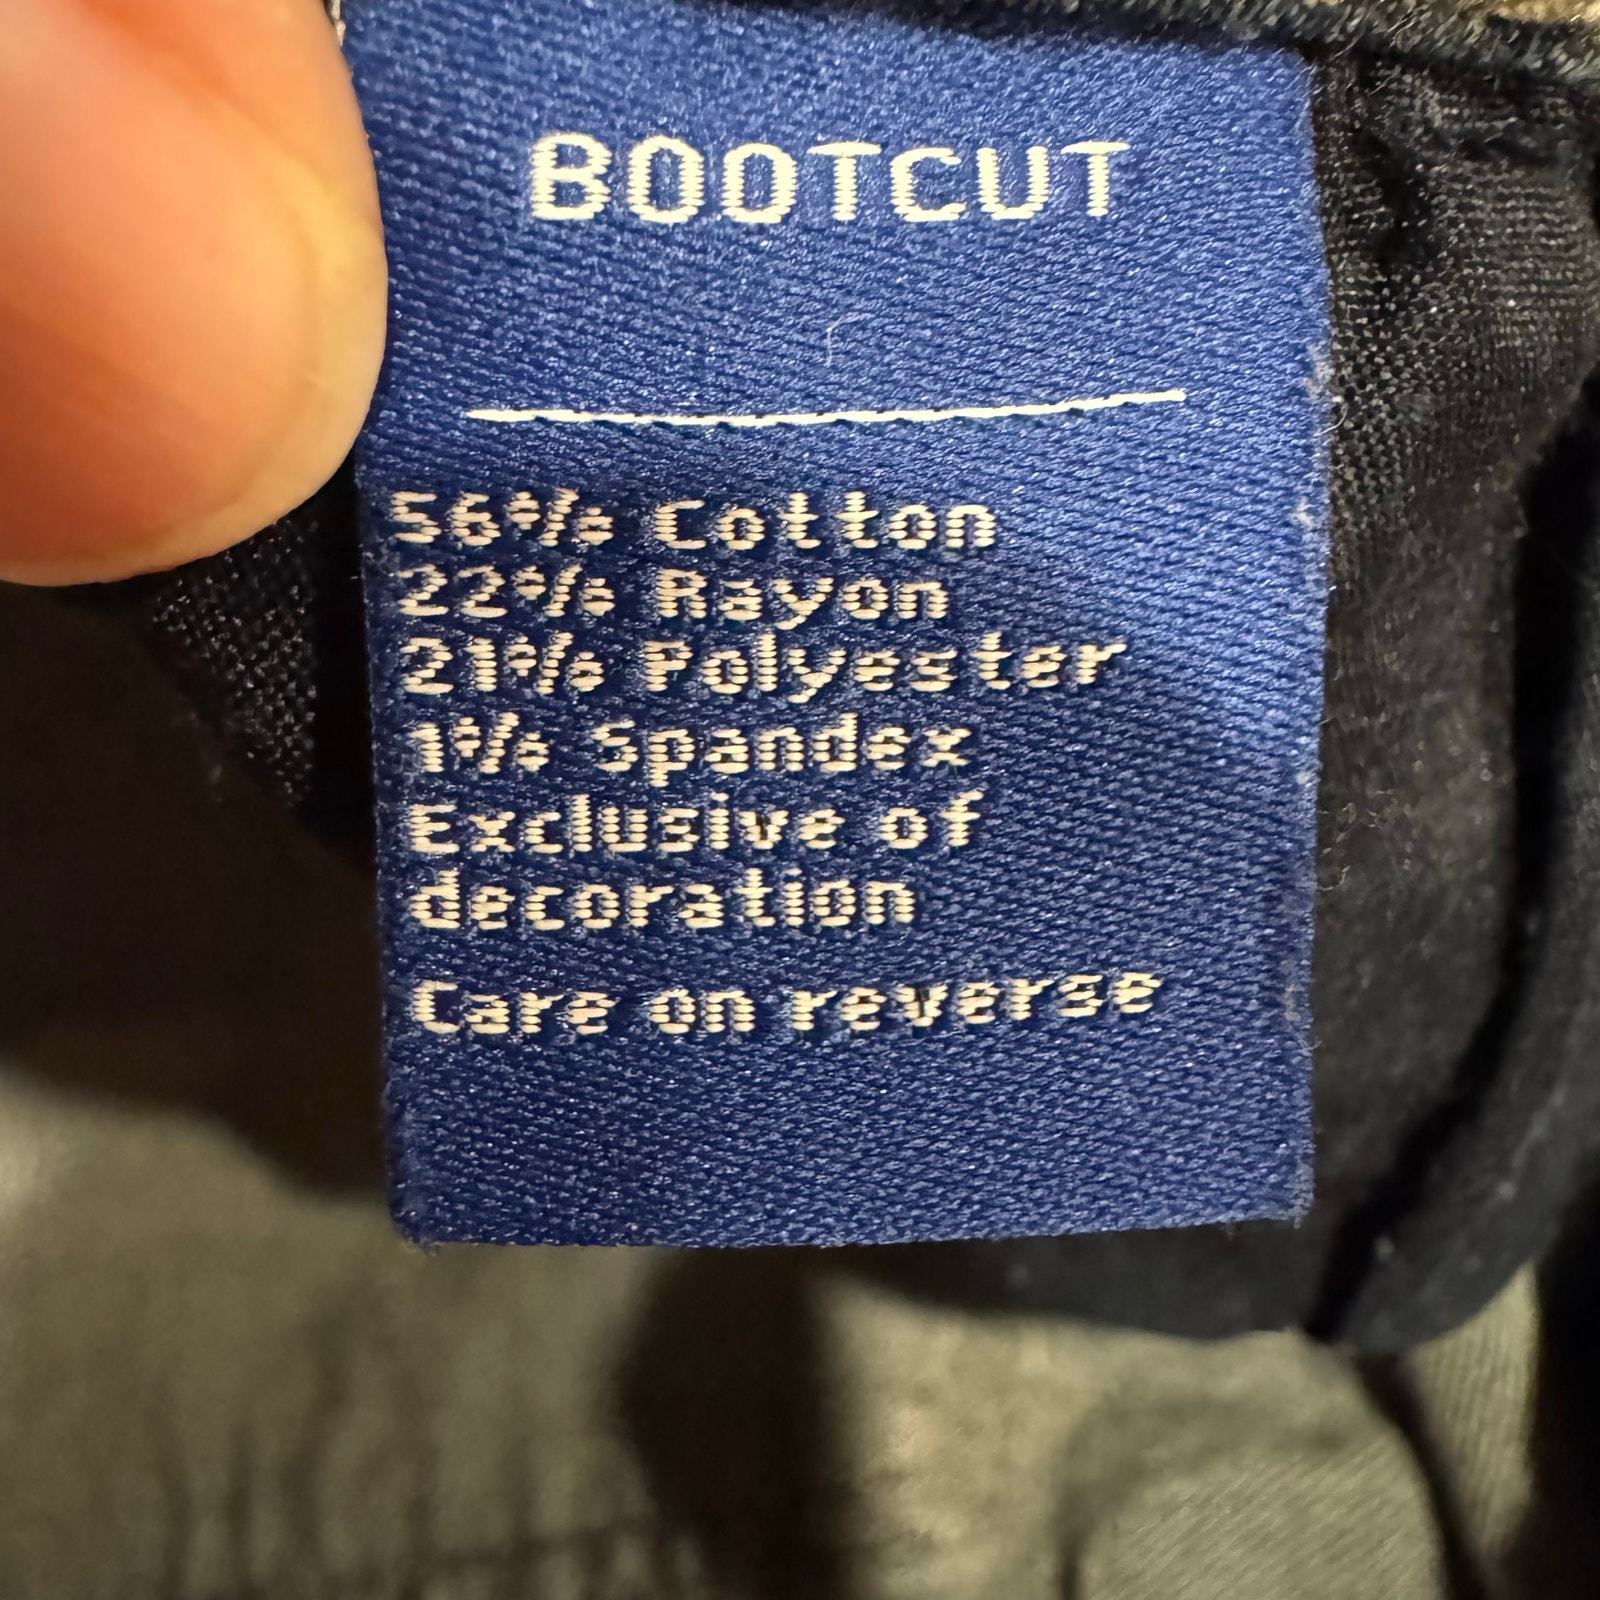 BOOTCUT
56% Cotton
22% Rayon
21% Polyester
1% Spandex
Exclusive of
decoration
Care on reverse